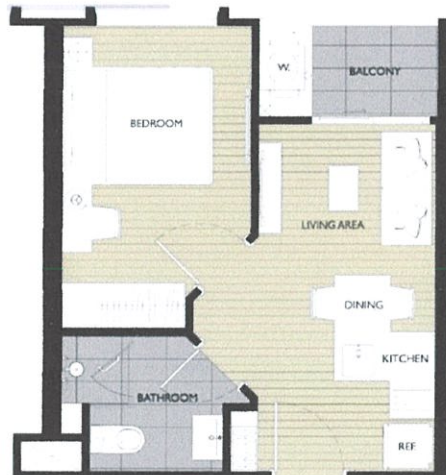 W.
BALCONY
BEDROOM
LIVING AREA
DINING
KITCHEN
BATHROOM
REF.